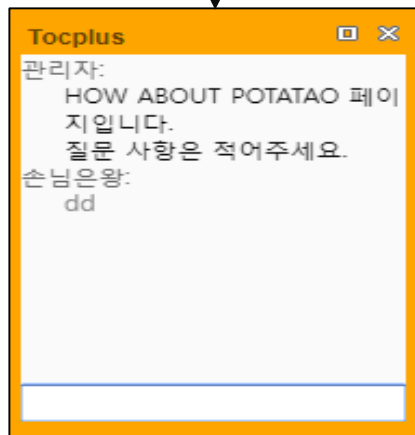 Tocplus
관리자:
HOW ABOUT POTATAO 페이
지입니다.
질문 사항은 적어주세요.
손님은왕:
dd